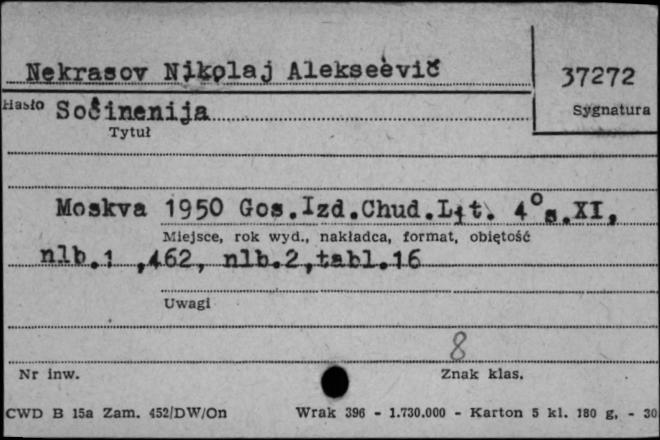 Nekrasov Nikolaj Alekseèvič
37272
Hasło Sočinenija
Sygnatura
Tytuł
Moskva 1950 Gos.Izd.Chud.Lit. 4° s.XI,
Miejsce, rok wyd., nakładca, format, objętość
nlb.1 ,462, nlb.2,tabl.16
Uwagi
8
Nr inw.
Znak klas.
CWD B 15a Zam. 452/DW/On Wrak 396 - 1.730.000 - Karton 5 kl. 180 g, - 30